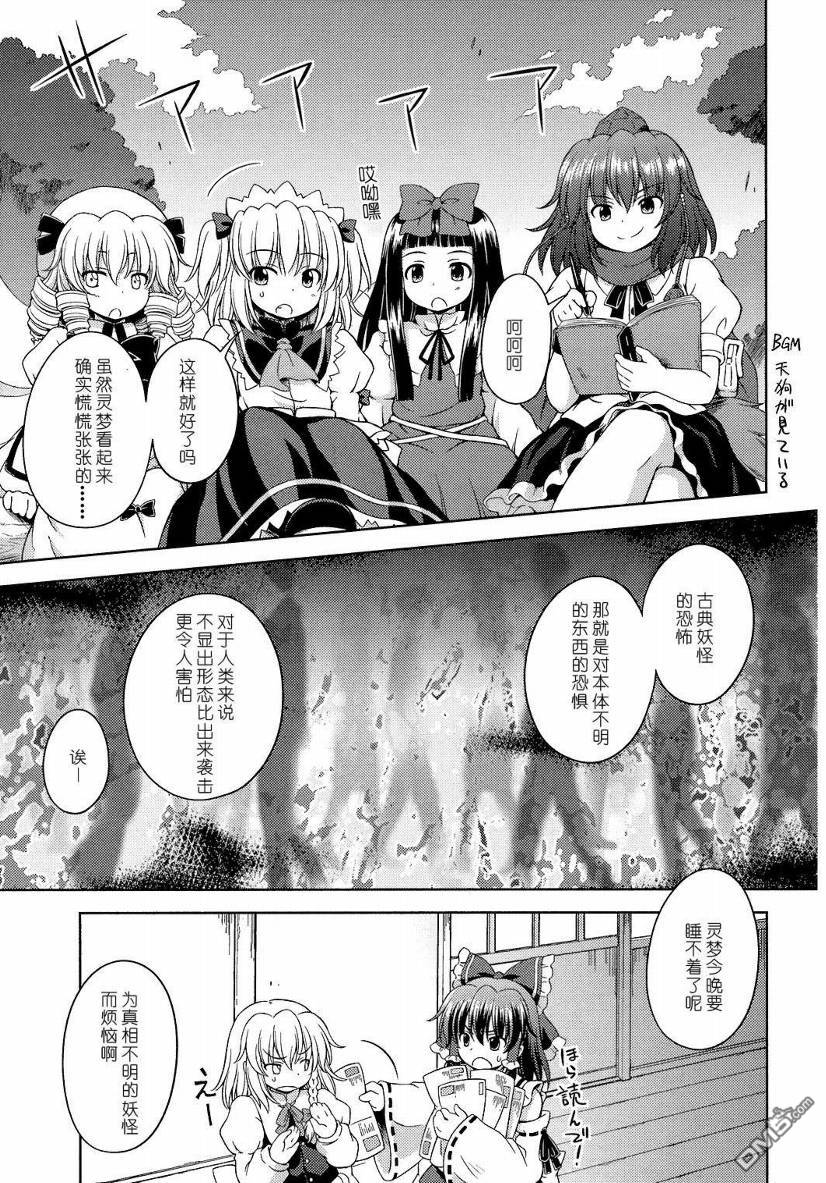 アアアア
BGM 天狗が見ている
哎呦嘿
呵呵呵
这样就好了吗
虽然灵梦看起来
确实慌慌张张的……
古典妖怪
的恐怖
那就是对本体不明
的东西的恐惧
对于人类来说
不显出形态比出来袭击
更令人害怕
诶—
灵梦今晚要
睡不着了呢
ほら読んで！
えー
为真相不明的妖怪
而烦恼啊
DM5.com